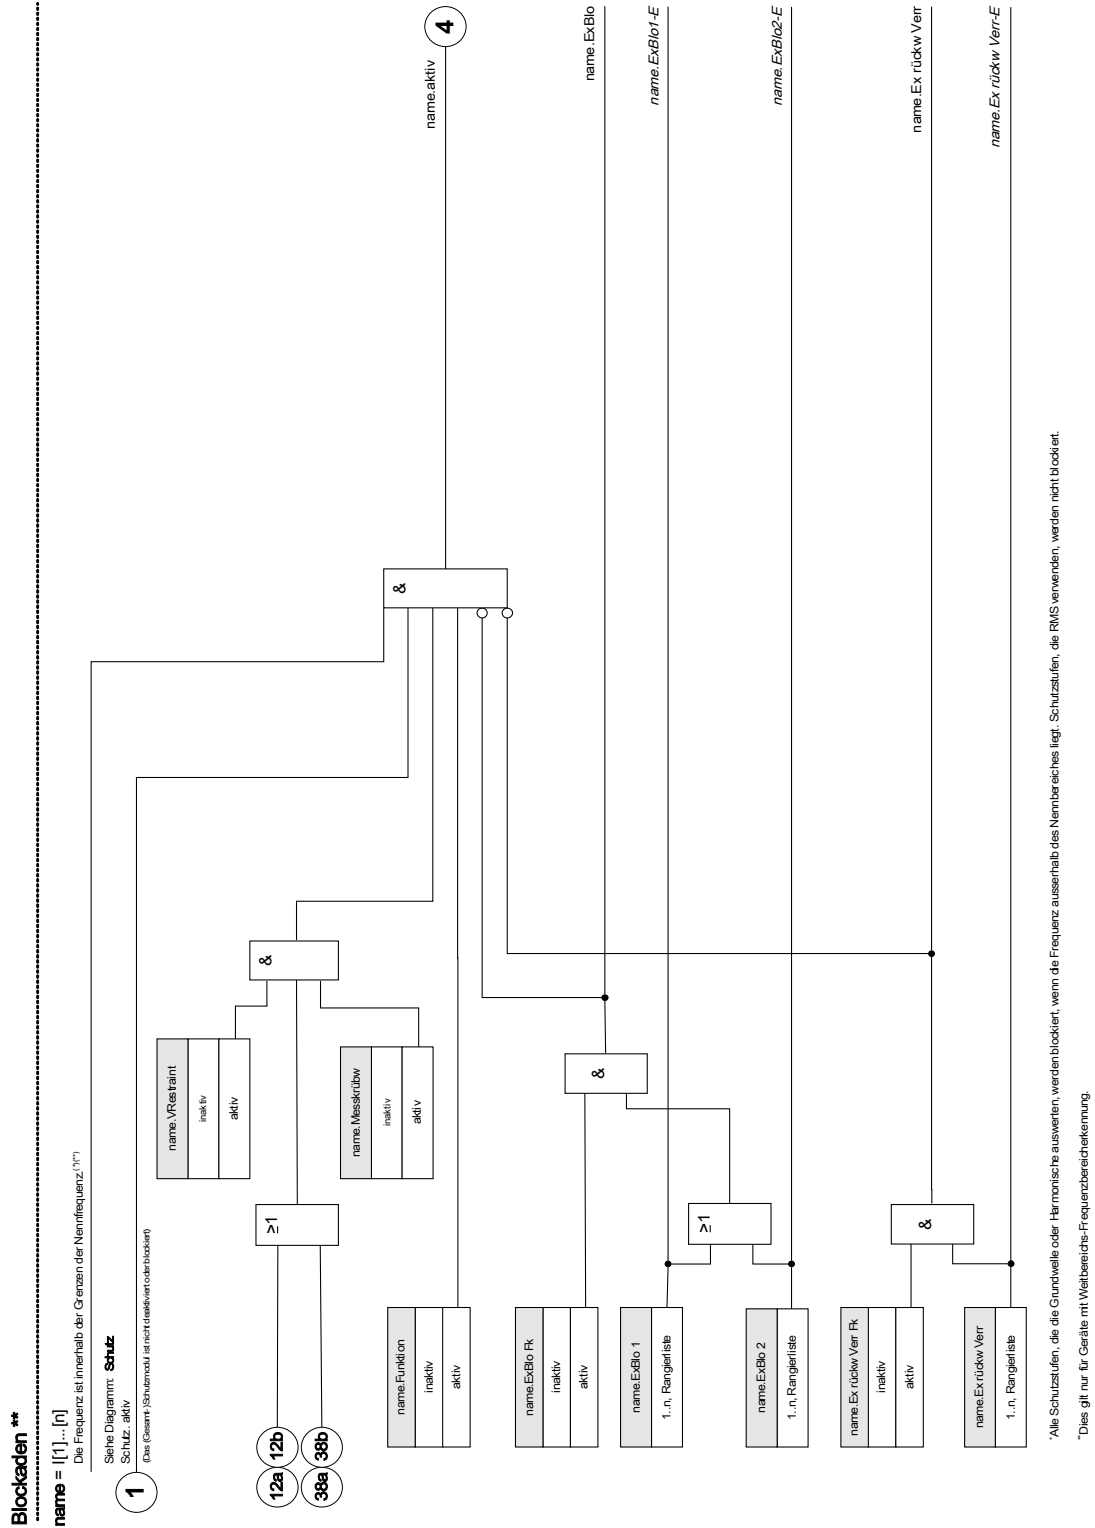 Blockaden **
name = I[1]...[n]
Die Frequenz ist innerhalb der Grenzen der Nennfrequenz.(*)(**)
Siehe Diagramm: Schutz
Schutz. aktiv
1
(Das (Gesamt-)Schutzmodul ist nicht deaktiviert oder blockiert)
name.VRestraint
inaktiv
aktiv
&
12a
12b
38a
38b
≥1
name.Messkrübw
inaktiv
aktiv
name.Funktion
inaktiv
aktiv
&
name.aktiv
4
name.ExBlo Fk
inaktiv
aktiv
&
name.ExBlo
name.ExBlo 1
1..n, Rangierliste
name.ExBlo1-E
≥1
name.ExBlo 2
1..n, Rangierliste
name.ExBlo2-E
name.Ex rückw Verr Fk
inaktiv
aktiv
&
name.Ex rückw Verr
name.Ex rückw Verr
1..n, Rangierliste
name.Ex rückw Verr-E
*Alle Schutzstufen, die die Grundwelle oder Harmonische auswerten, werden blockiert, wenn die Frequenz ausserhalb des Nennbereiches liegt. Schutzstufen, die RMS verwenden, werden nicht blockiert.
**Dies gilt nur für Geräte mit Weitbereichs-Frequenzbereicherkennung.